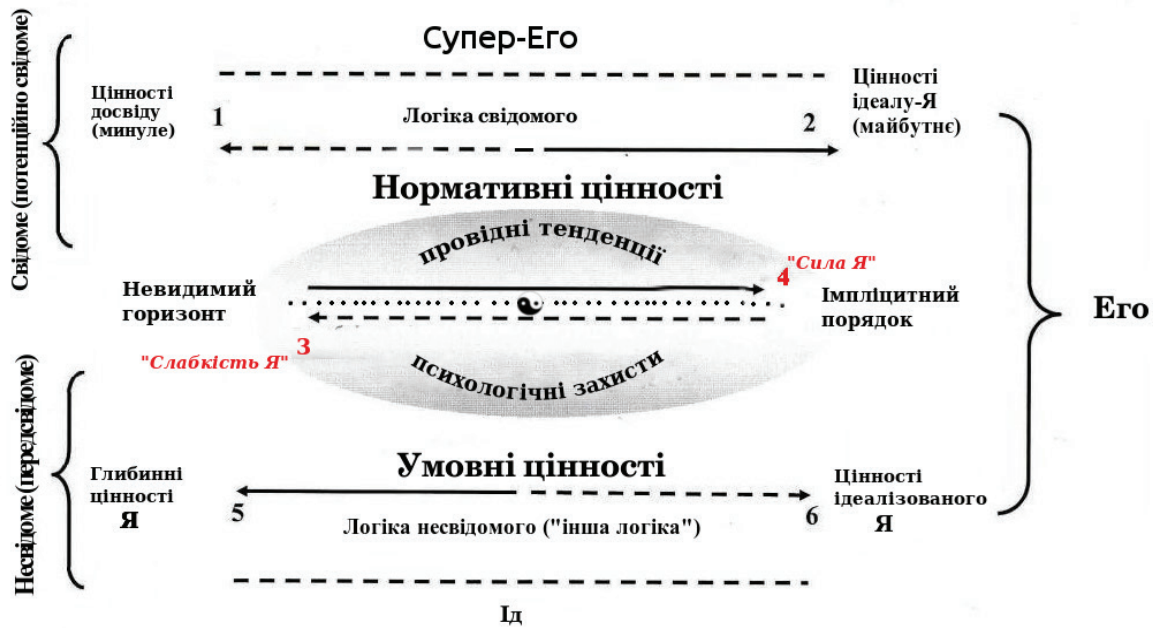 Супер-Его
Свідоме (потенційно свідоме)
Цінності
досвіду
(минуле)
1
Логіка свідомого
2
Цінності
ідеалу-Я
(майбутнє)
Нормативні цінності
провідні тенденції
"Сила Я"
4
Невидимий
горизонт
Імпліцитний
порядок
Его
3
"Слабкість Я"
психологічні захисти
Несвідоме (передсвідоме)
Умовні цінності
Глибинні
цінності
Я
5
Логіка несвідомого ("інша логіка")
6
Цінності
ідеалізованого
Я
Ід